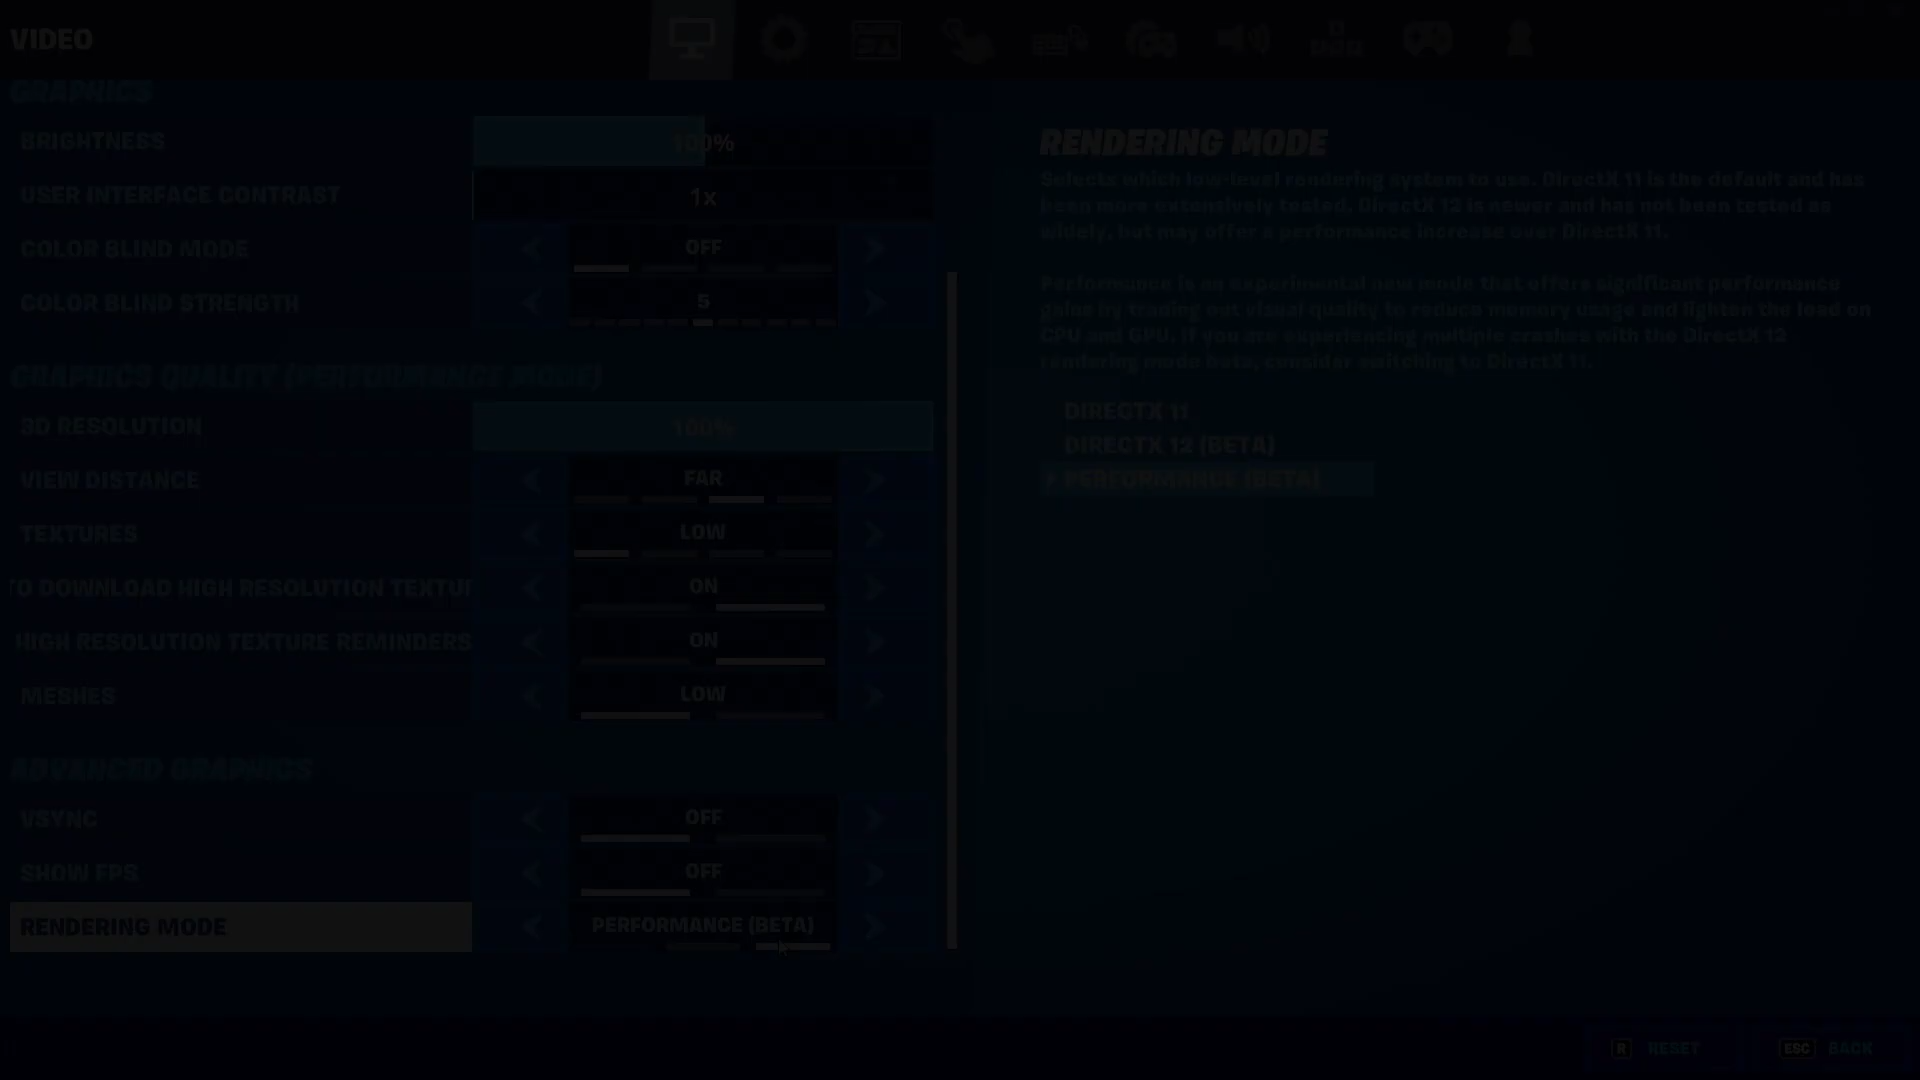 VIDEO
GRAPHICS
BRIGHTNESS
100%
USER INTERFACE CONTRAST
1x
COLOR BLIND MODE
OFF
COLOR BLIND STRENGTH
5
GRAPHICS QUALITY (PERFORMANCE MODE)
3D RESOLUTION
100%
VIEW DISTANCE
FAR
TEXTURES
LOW
TO DOWNLOAD HIGH RESOLUTION TEXTUR
ON
HIGH RESOLUTION TEXTURE REMINDERS
ON
MESHES
LOW
ADVANCED GRAPHICS
VSYNC
OFF
SHOW FPS
OFF
RENDERING MODE
PERFORMANCE (BETA)
RENDERING MODE
Selects which low-level rendering system to use. DirectX 11 is the default and has
been more extensively tested. DirectX 12 is newer and has not been tested as
widely, but may offer a performance increase over DirectX 11.
Performance is an experimental new mode that offers significant performance
gains by trading out visual quality to reduce memory usage and lighten the load on
CPU and GPU. If you are experiencing multiple crashes with the DirectX 12
rendering mode beta, consider switching to DirectX 11.
DIRECTX 11
DIRECTX 12 (BETA)
PERFORMANCE (BETA)
R RESET
ESC BACK